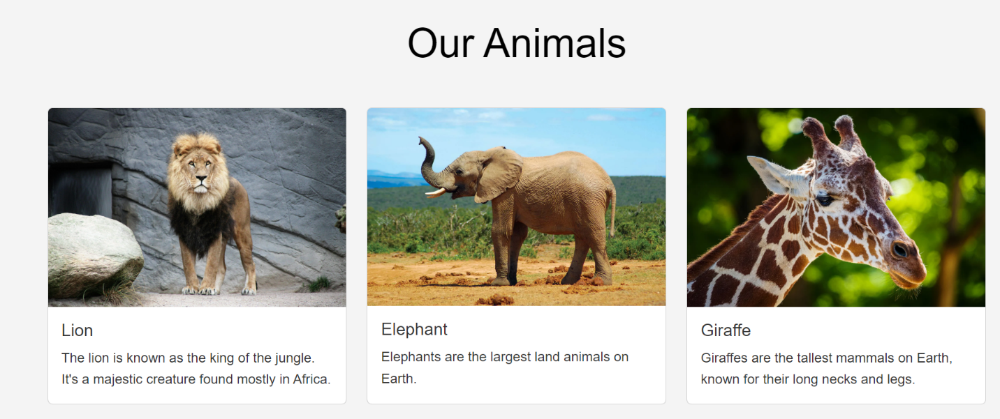 Our Animals
Lion
The lion is known as the king of the jungle.
It's a majestic creature found mostly in Africa.
Elephant
Elephants are the largest land animals on
Earth.
Giraffe
Giraffes are the tallest mammals on Earth,
known for their long necks and legs.